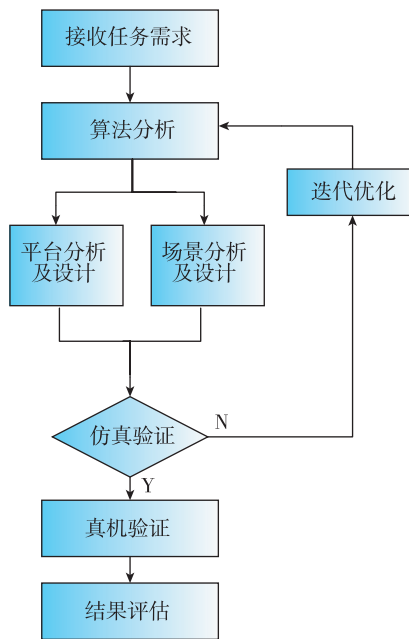 接收任务需求
算法分析
迭代优化
平台分析
及设计
场景分析
及设计
仿真验证
N
Y
真机验证
结果评估